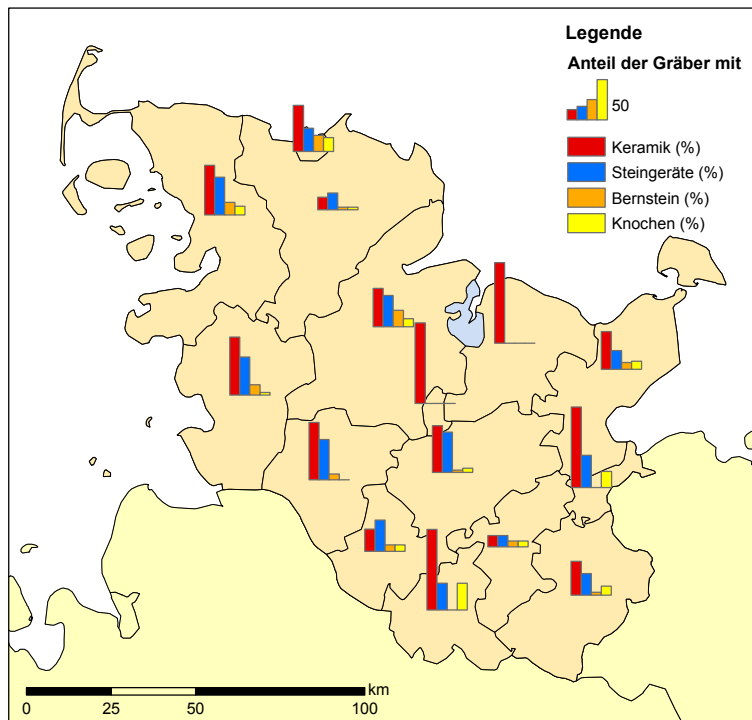 Legende
Anteil der Gräber mit
50
Keramik (%)
Steingeräte (%)
Bernstein (%)
Knochen (%)
km
0 25 50 100